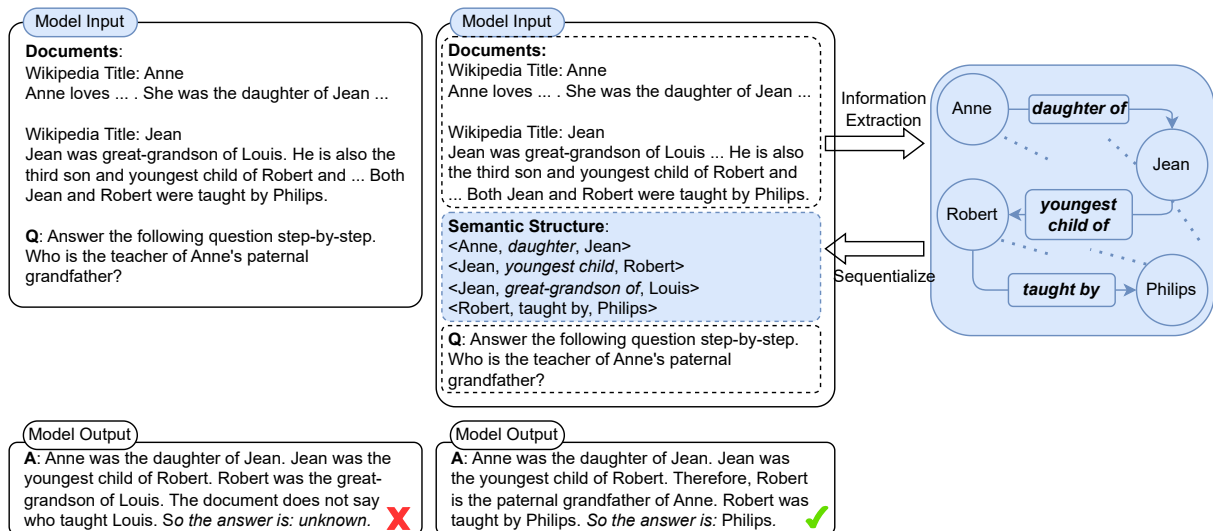 Model Input
Documents:
Wikipedia Title: Anne
Anne loves ... . She was the daughter of Jean ...
Wikipedia Title: Jean
Jean was great-grandson of Louis. He is also the
third son and youngest child of Robert and ... Both
Jean and Robert were taught by Philips.
Q: Answer the following question step-by-step.
Who is the teacher of Anne's paternal
grandfather?
Model Input
Documents:
Wikipedia Title: Anne
Anne loves ... . She was the daughter of Jean ...
Wikipedia Title: Jean
Jean was great-grandson of Louis ... He is also
the third son and youngest child of Robert and
... Both Jean and Robert were taught by Philips.
Semantic Structure:
<Anne, daughter, Jean>
<Jean, youngest child, Robert>
<Jean, great-grandson of, Louis>
<Robert, taught by, Philips>
Q: Answer the following question step-by-step.
Who is the teacher of Anne's paternal
grandfather?
Information
Extraction
Sequentialize
Anne
daughter of
Jean
Robert
youngest
child of
taught by
Philips
Model Output
A: Anne was the daughter of Jean. Jean was the
youngest child of Robert. Robert was the great-
grandson of Louis. The document does not say
who taught Louis. So the answer is: unknown.
Model Output
A: Anne was the daughter of Jean. Jean was
the youngest child of Robert. Therefore, Robert
is the paternal grandfather of Anne. Robert was
taught by Philips. So the answer is: Philips.